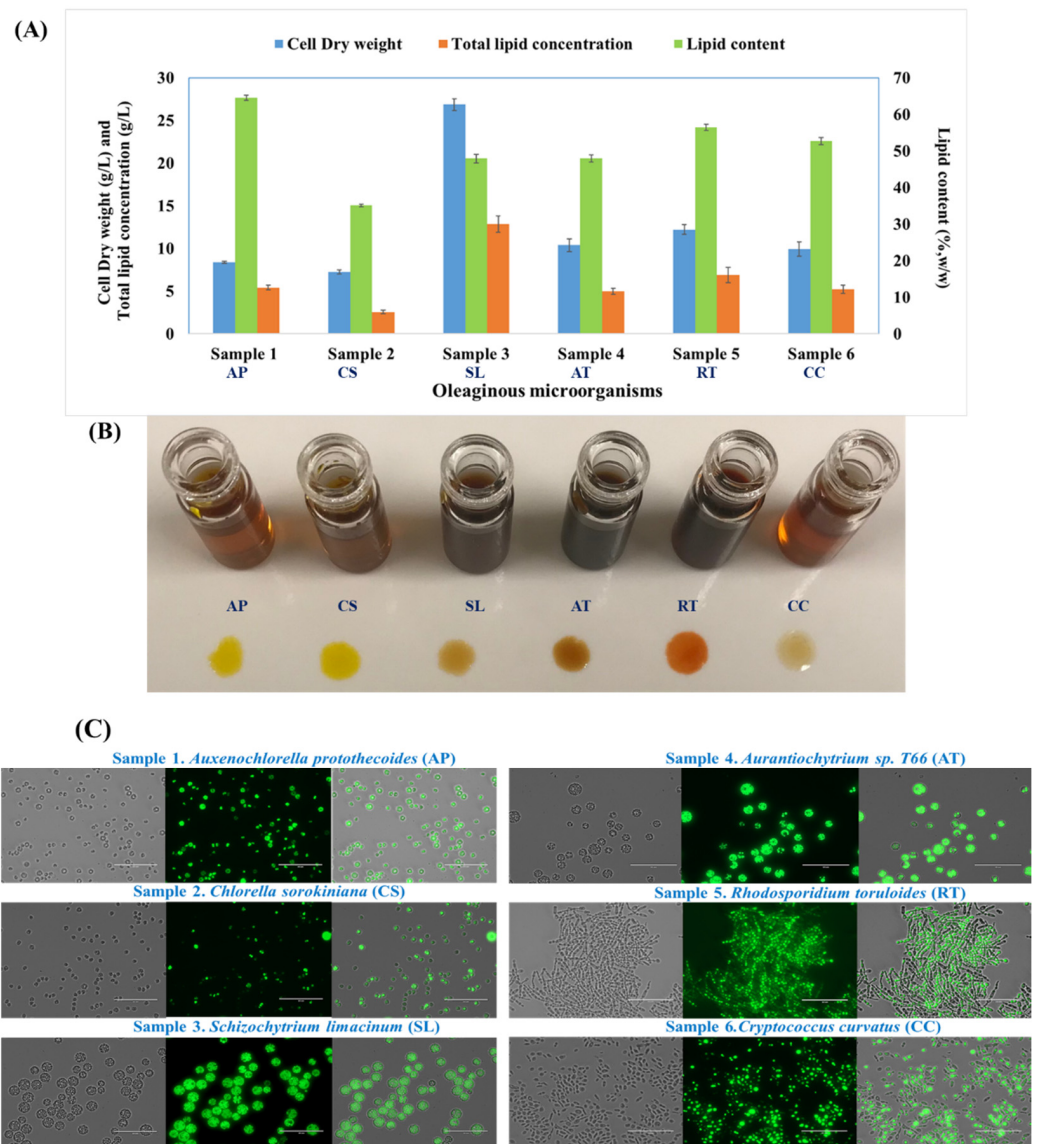 (A)
Cell Dry weight Total lipid concentration Lipid content
Cell Dry weight (g/L) and
Total lipid concentration (g/L)
30
25
20
15
10
5
0
70
60
50
40
30
20
10
0
Lipid content (%,w/w)
Sample 1 Sample 2 Sample 3 Sample 4 Sample 5 Sample 6
AP CS SL AT RT CC
Oleaginous microorganisms
(B)
AP CS SL AT RT CC
(C)
Sample 1. Auxenochlorella protothecoides (AP)
Sample 4. Aurantiochytrium sp. T66 (AT)
Sample 2. Chlorella sorokiniana (CS)
Sample 5. Rhodosporidium toruloides (RT)
Sample 3. Schizochytrium limacinum (SL)
Sample 6.Cryptococcus curvatus (CC)